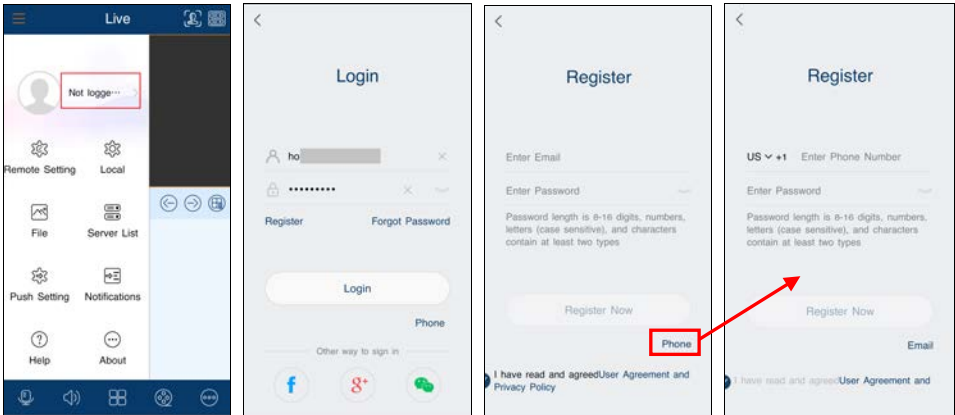 Live
Not logge...
Remote Setting
Local
File
Server List
Push Setting
Notifications
Help
About
Login
ho
•••••••••
Register
Forgot Password
Login
Phone
Other way to sign in
f
8+
Register
Enter Email
Enter Password
Password length is 8-16 digits, numbers,
letters (case sensitive), and characters
contain at least two types
Register Now
Phone
I have read and agreedUser Agreement and
Privacy Policy
Register
US +1 Enter Phone Number
Enter Password
Password length is 8-16 digits, numbers,
letters (case sensitive), and characters
contain at least two types
Register Now
Email
I have read and agreedUser Agreement and